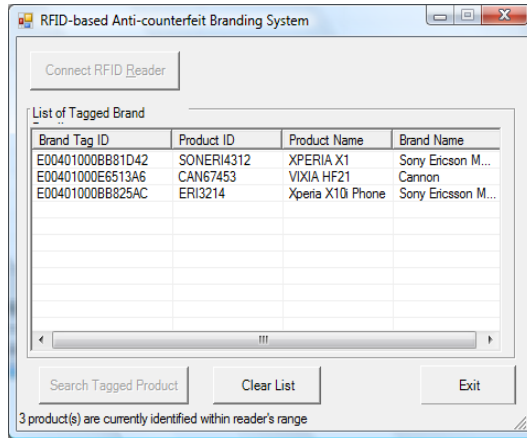 RFID-based Anti-counterfeit Branding System
Connect RFID Reader
List of Tagged Brand
Brand Tag ID Product ID Product Name Brand Name
E00401000BB81D42 SONERI4312 XPERIA X1 Sony Ericson M...
E00401000E6513A6 CAN67453 VIXIA HF21 Cannon
E00401000BB825AC ERI3214 Xperia X10i Phone Sony Ericsson M...
Search Tagged Product Clear List Exit
3 product(s) are currently identified within reader's range